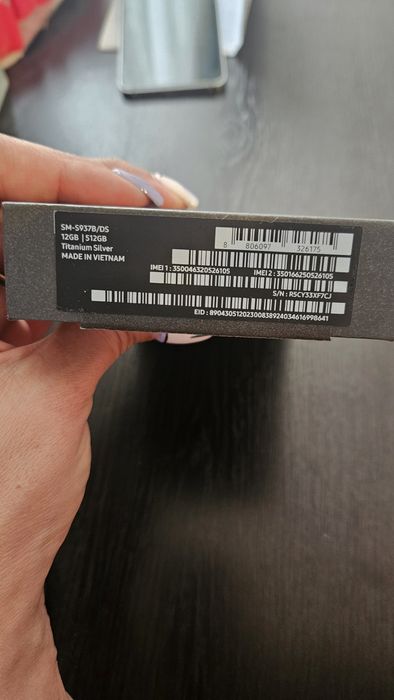 SM-S937B/DS
12GB | 512GB
Titanium Silver
MADE IN VIETNAM
8 806097 326175
IMEI 1 : 350046320526105 IMEI 2 : 350166250526105
S/N : R5CY33XF7CJ
EID : 89043051202300838924034616998641